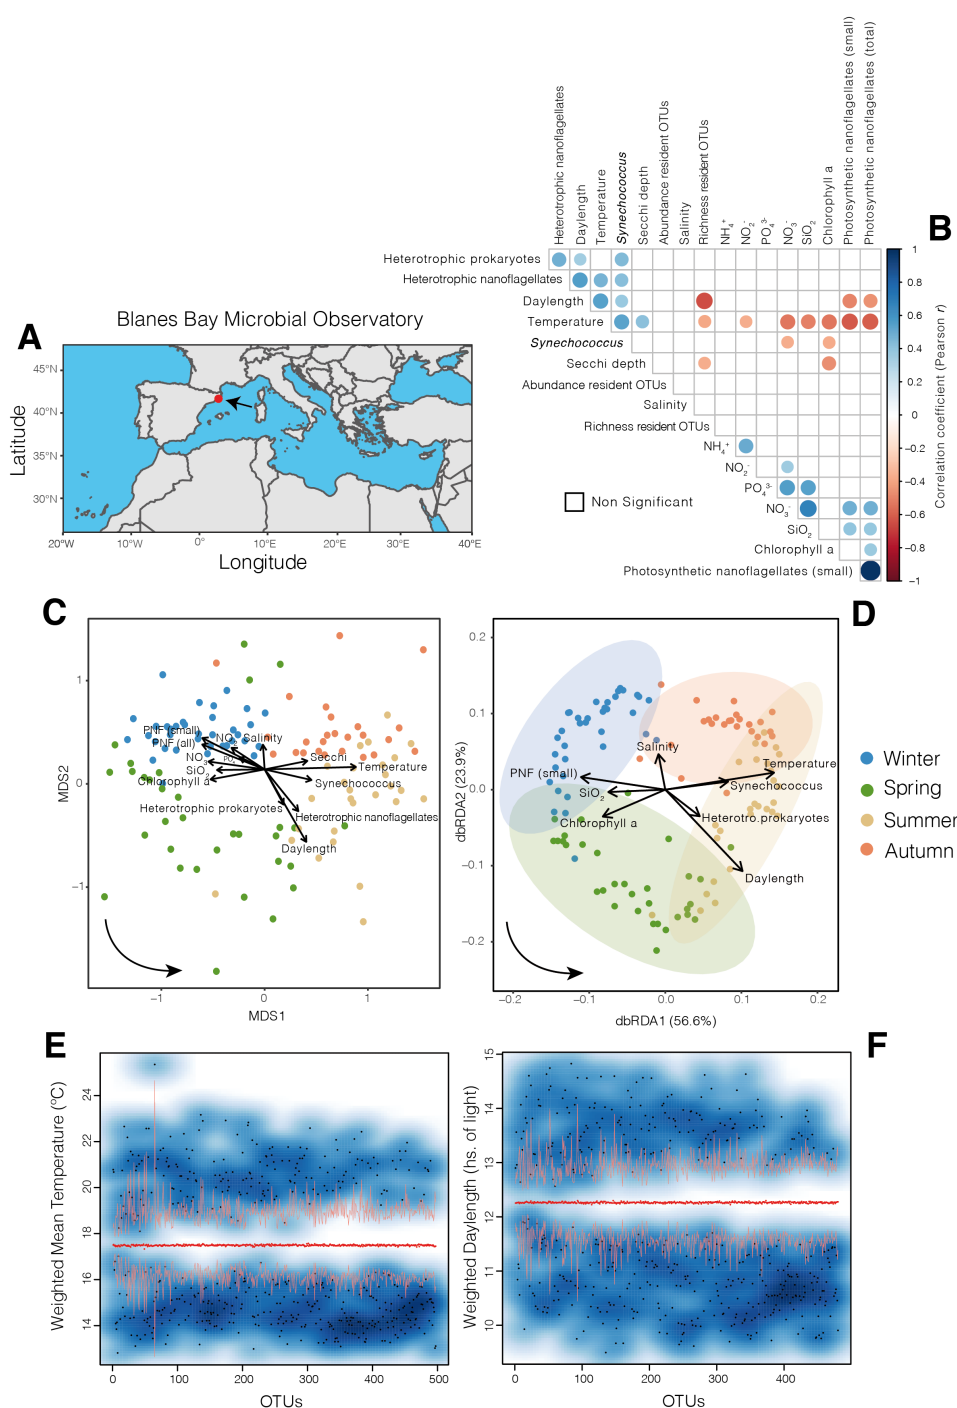 Heterotrophic nanoflagellates
Daylength
Temperature
Synechococcus
Secchi depth
Abundance resident OTUs
Salinity
Richness resident OTUs
NH₄⁺
NO₂⁻
PO₄³⁻
NO₃⁻
SiO₂
Chlorophyll a
Photosynthetic nanoflagellates (small)
Photosynthetic nanoflagellates (total)
B
Heterotrophic prokaryotes
Heterotrophic nanoflagellates
Daylength
Temperature
Synechococcus
Secchi depth
Abundance resident OTUs
Salinity
Richness resident OTUs
NH₄⁺
NO₂⁻
PO₄³⁻
NO₃⁻
SiO₂
Chlorophyll a
Photosynthetic nanoflagellates (small)
Non Significant
1
0.8
0.6
0.4
0.2
0
−0.2
−0.4
−0.6
−0.8
−1
Correlation coefficient (Pearson r)
A
Blanes Bay Microbial Observatory
45°N
40°N
35°N
30°N
Latitude
20°W
10°W
0°
10°E
20°E
30°E
40°E
Longitude
C
MDS2
1
0
−1
PNF (small)
PNF (all)
NO₂
Salinity
NO₃
PO₄
SiO₂
Chlorophyll a
Secchi
Temperature
Synechococcus
Heterotrophic prokaryotes
Heterotrophic nanoflagellates
Daylength
−1
0
1
MDS1
D
dbRDA2 (23.9%)
0.2
0.1
0.0
−0.1
−0.2
Salinity
PNF (small)
SiO₂
Chlorophyll a
Temperature
Synechococcus
Heterotro.prokaryotes
Daylength
−0.2
−0.1
0.0
0.1
0.2
dbRDA1 (56.6%)
Winter
Spring
Summer
Autumn
E
Weighted Mean Temperature (°C)
24
22
20
18
16
14
0
100
200
300
400
500
OTUs
F
Weighted Daylength (hs. of light)
15
14
13
12
11
10
0
100
200
300
400
OTUs